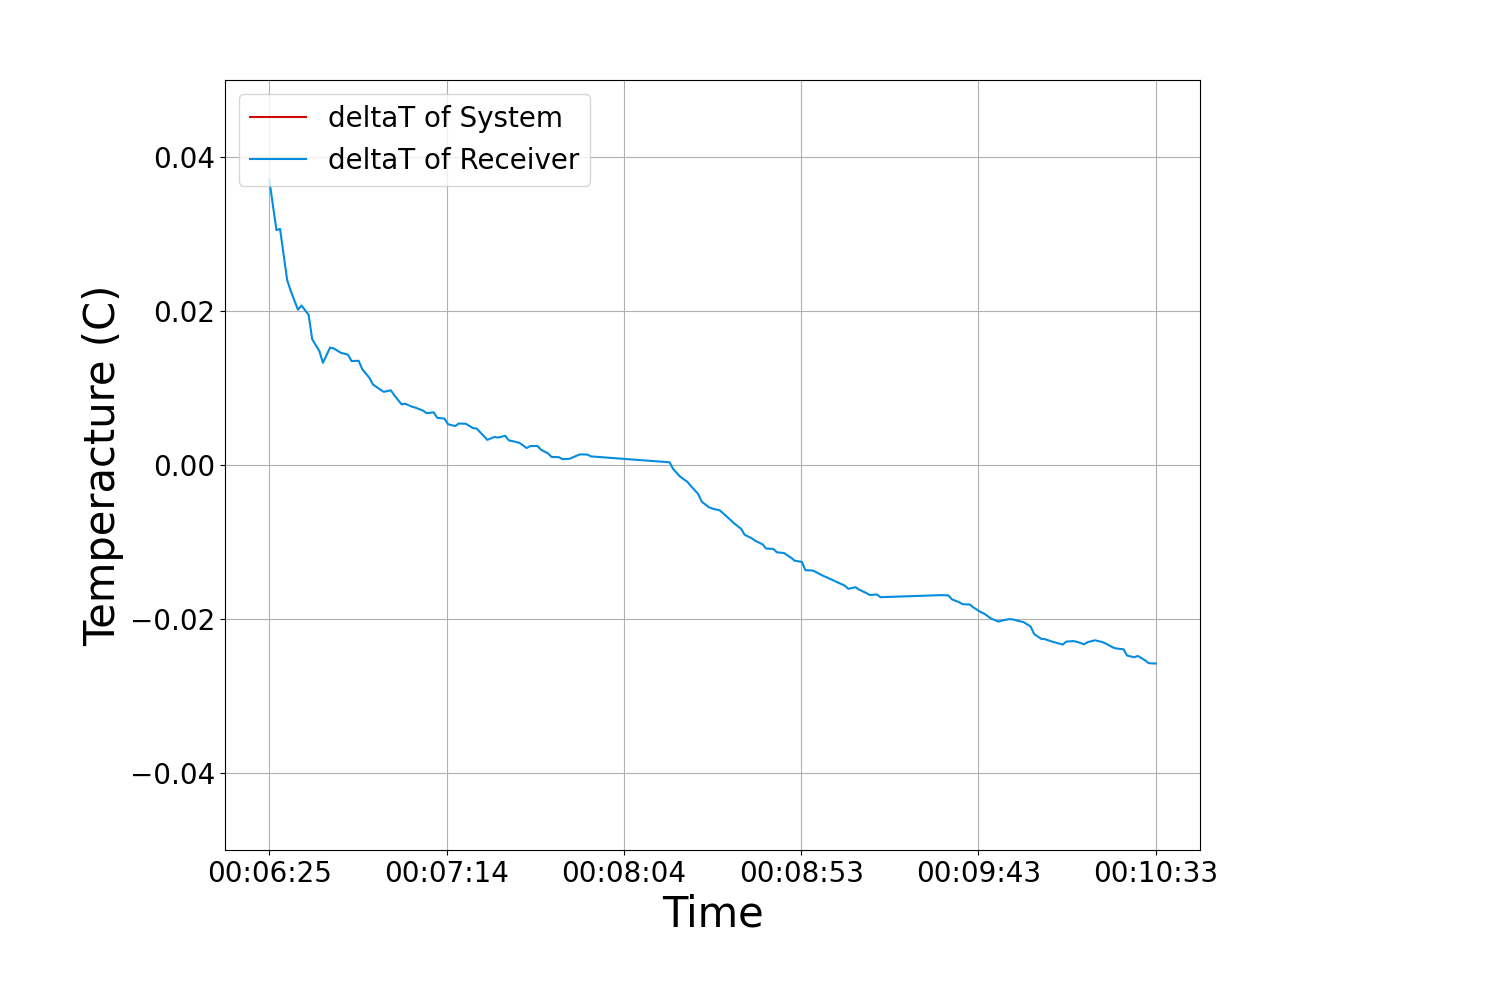 deltaT of System
deltaT of Receiver
0.04
0.02
0.00
−0.02
−0.04
Temperacture (C)
00:06:25 00:07:14 00:08:04 00:08:53 00:09:43 00:10:33
Time